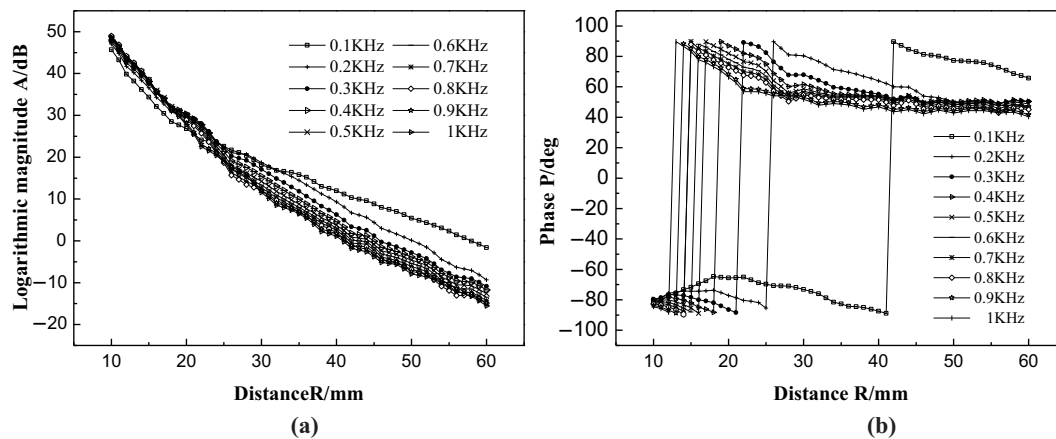 50
40
30
20
10
0
−10
−20
10 20 30 40 50 60
Logarithmic magnitude A/dB
DistanceR/mm
0.1KHz 0.6KHz
0.2KHz 0.7KHz
0.3KHz 0.8KHz
0.4KHz 0.9KHz
0.5KHz 1KHz
(a)
100
80
60
40
20
0
−20
−40
−60
−80
−100
10 20 30 40 50 60
Phase P/deg
Distance R/mm
0.1KHz
0.2KHz
0.3KHz
0.4KHz
0.5KHz
0.6KHz
0.7KHz
0.8KHz
0.9KHz
1KHz
(b)